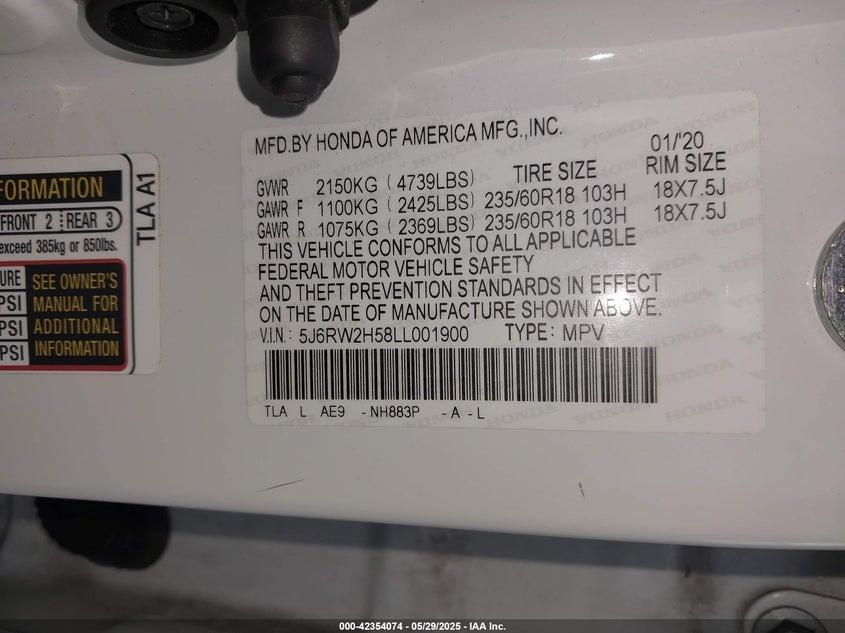 MFD.BY HONDA OF AMERICA MFG.,INC. 01/'20
TIRE SIZE RIM SIZE
GVWR 2150KG ( 4739LBS)
GAWR F 1100KG ( 2425LBS) 235/60R18 103H 18X7.5J
GAWR R 1075KG ( 2369LBS) 235/60R18 103H 18X7.5J
THIS VEHICLE CONFORMS TO ALL APPLICABLE
FEDERAL MOTOR VEHICLE SAFETY
AND THEFT PREVENTION STANDARDS IN EFFECT
ON THE DATE OF MANUFACTURE SHOWN ABOVE.
V.I.N.: 5J6RW2H58LL001900 TYPE: MPV
TLA L AE9 -NH883P -A -L
FRONT 2 REAR 3
exceed 385kg or 850lbs.
PSI
PSI
PSI
SEE OWNER'S
MANUAL FOR
ADDITIONAL
INFORMATION
TLA A1
HONDA HONDA HONDA
000-42354074 - 05/29/2025 - IAA Inc.